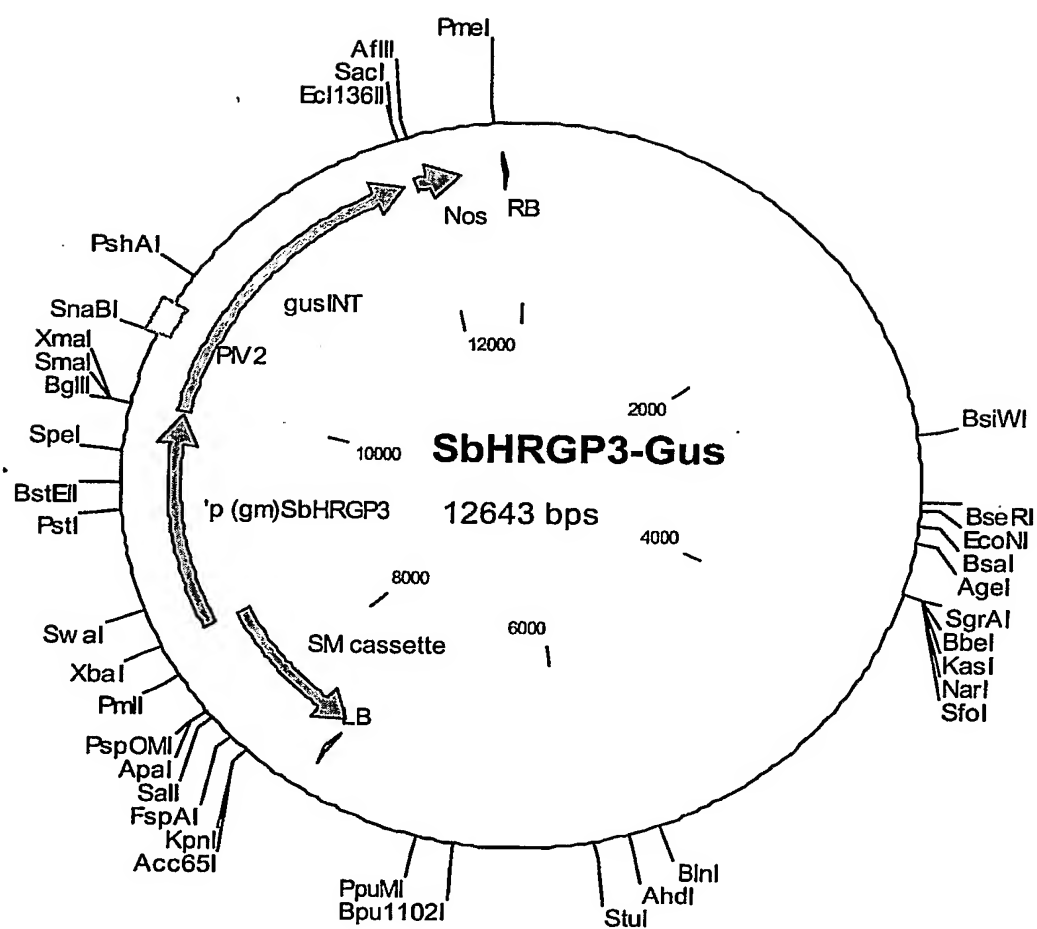 PmeI
AflII
SacI
Ecl136II
Nos
RB
PshAI
gusINT
SnaBI
12000
XmaI
PIV2
SmaI
BglII
2000
BsiWI
SpeI
10000
SbHRGP3-Gus
BstEII
'p (gm)SbHRGP3
12643 bps
PstI
BseRI
4000
EcoNI
BsaI
AgeI
8000
SgrAI
SwaI
6000
BbeI
SM cassette
KasI
XbaI
NarI
PmlI
SfoI
LB
PspOMI
ApaI
SalI
FspAI
KpnI
Acc65I
BlnI
PpuMI
AhdI
Bpu1102I
StuI